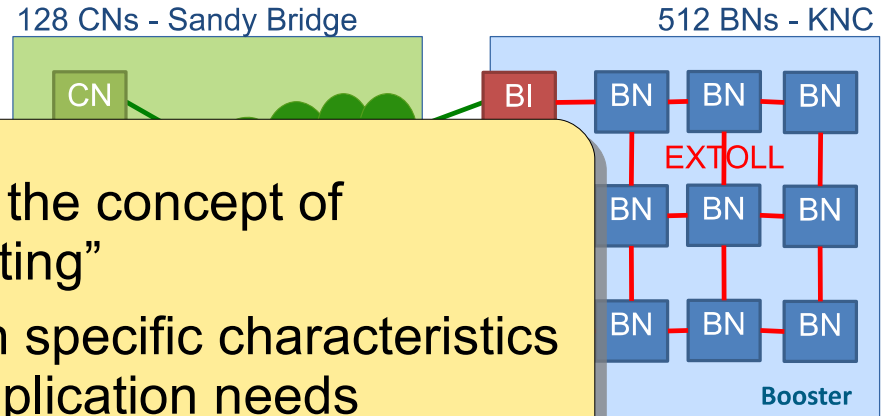 128 CNs - Sandy Bridge
512 BNs - KNC
CN
BI
BN
BN
BN
EXTOLL
the concept of
ting”
BN
BN
BN
specific characteristics
plication needs
BN
BN
BN
Booster